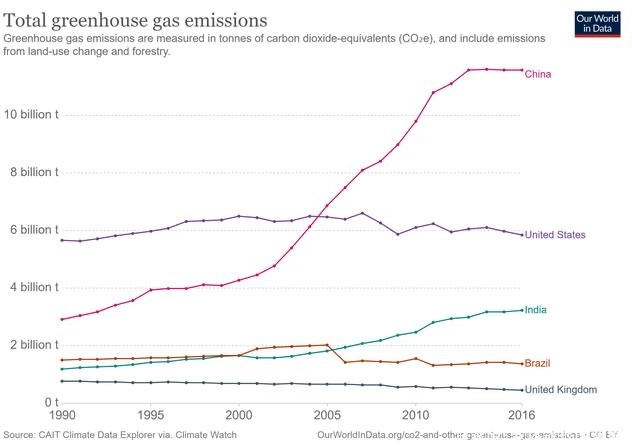 Total greenhouse gas emissions
Our World
in Data
Greenhouse gas emissions are measured in tonnes of carbon dioxide-equivalents (CO₂e), and include emissions
from land-use change and forestry.
China
10 billion t
8 billion t
6 billion t
United States
4 billion t
India
2 billion t
Brazil
United Kingdom
0 t
1990 1995 2000 2005 2010 2016
Source: CAIT Climate Data Explorer via. Climate Watch
OurWorldInData.org/co2-and-other-greenhouse-gas-emissions • CC BY